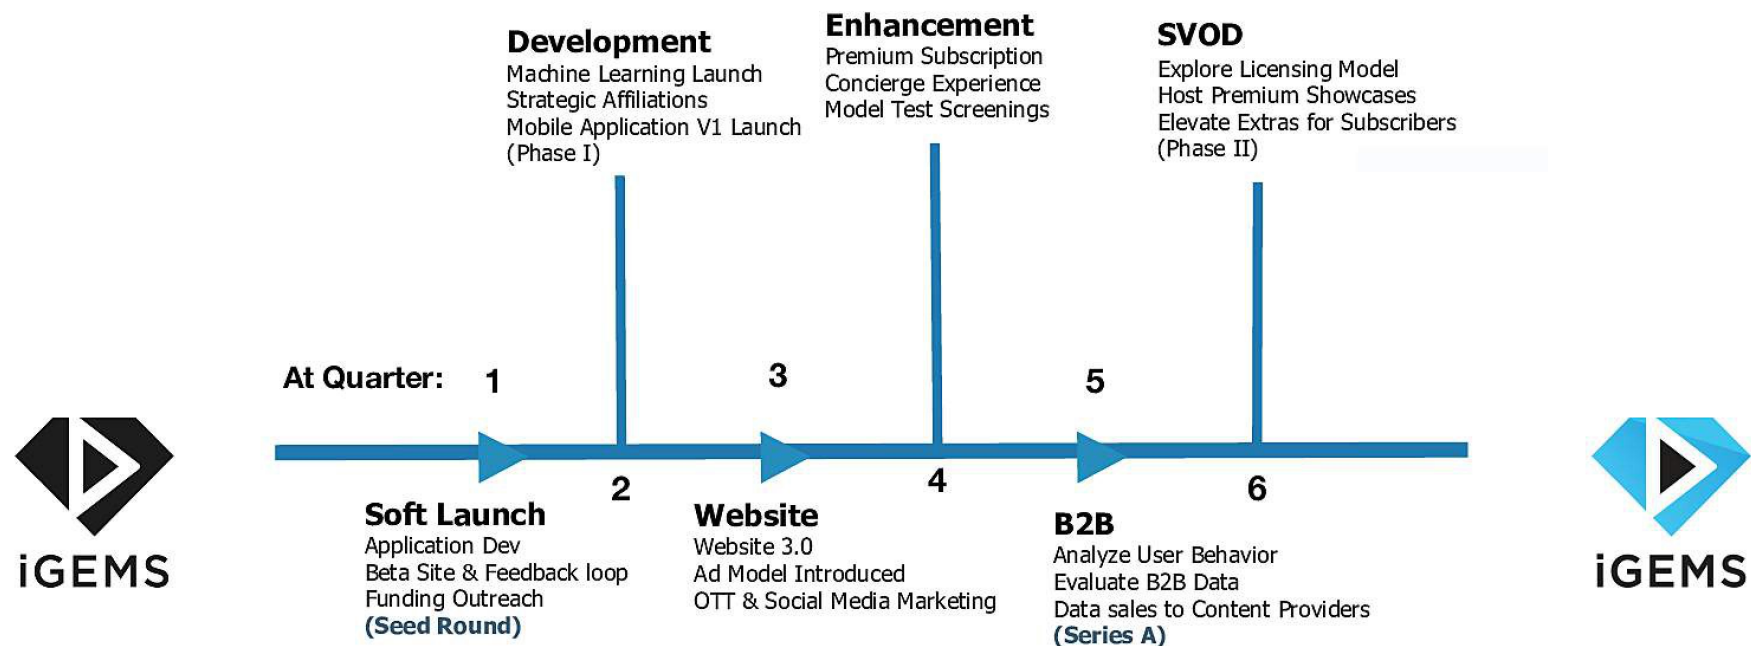 Development
Machine Learning Launch
Strategic Affiliations
Mobile Application V1 Launch
(Phase I)
Enhancement
Premium Subscription
Concierge Experience
Model Test Screenings
SVOD
Explore Licensing Model
Host Premium Showcases
Elevate Extras for Subscribers
(Phase II)
At Quarter: 1
3
5
2
4
6
iGEMS
Soft Launch
Application Dev
Beta Site & Feedback loop
Funding Outreach
(Seed Round)
Website
Website 3.0
Ad Model Introduced
OTT & Social Media Marketing
B2B
Analyze User Behavior
Evaluate B2B Data
Data sales to Content Providers
(Series A)
iGEMS